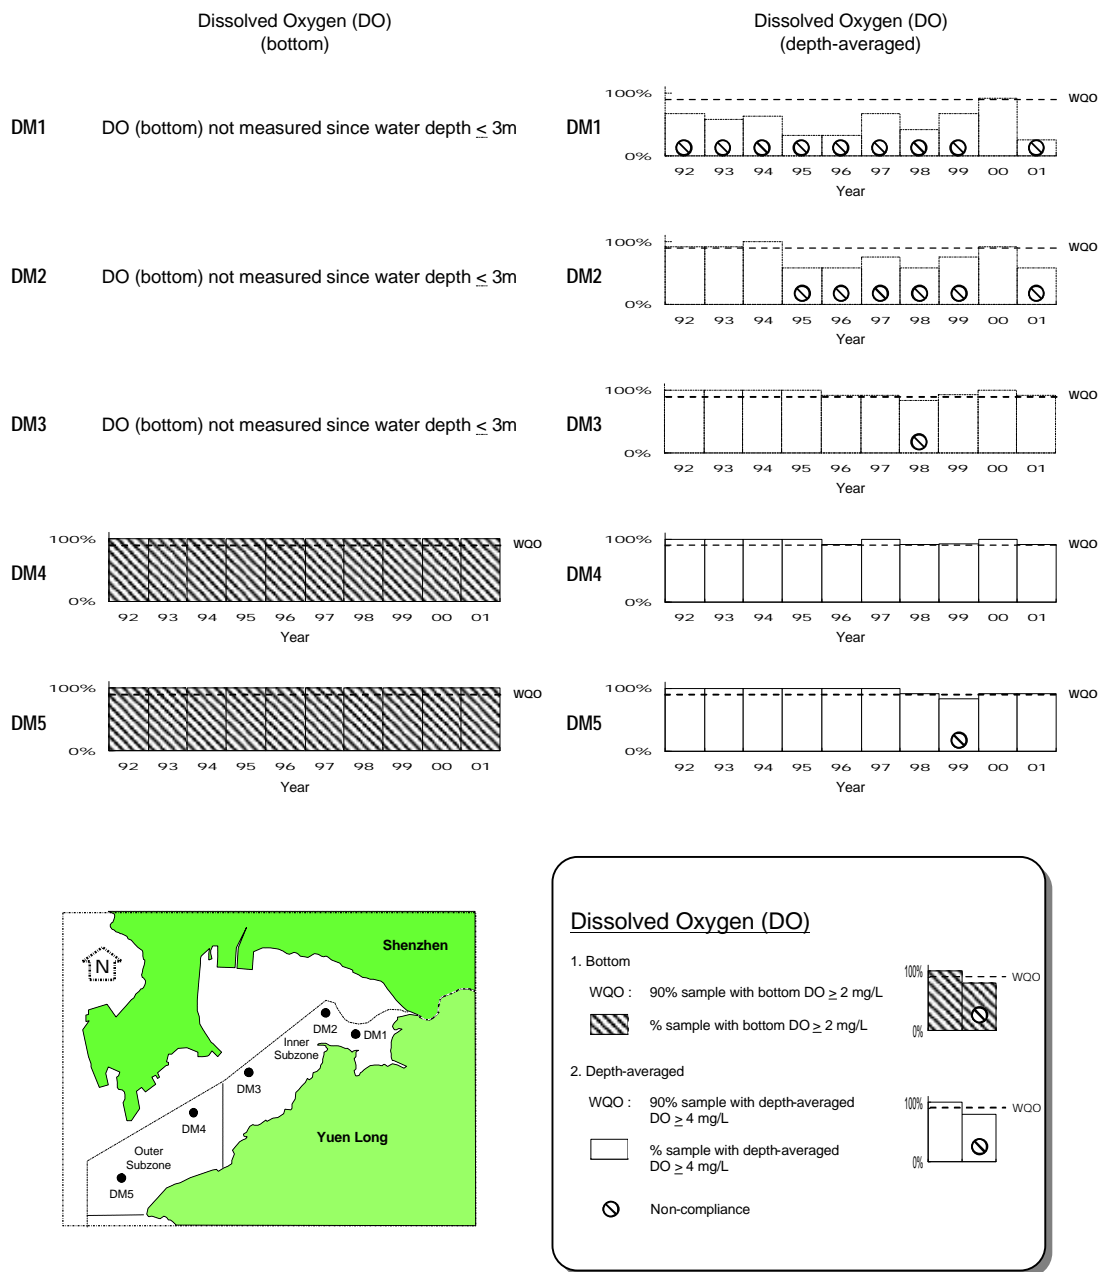 Dissolved Oxygen (DO)
(bottom)
Dissolved Oxygen (DO)
(depth-averaged)
DM1
DO (bottom) not measured since water depth ≤ 3m
DM1
100%
0%
WQO
92 93 94 95 96 97 98 99 00 01
Year
DM2
DO (bottom) not measured since water depth ≤ 3m
DM2
100%
0%
WQO
92 93 94 95 96 97 98 99 00 01
Year
DM3
DO (bottom) not measured since water depth ≤ 3m
DM3
100%
0%
WQO
92 93 94 95 96 97 98 99 00 01
Year
DM4
100%
0%
WQO
92 93 94 95 96 97 98 99 00 01
Year
DM4
100%
0%
WQO
92 93 94 95 96 97 98 99 00 01
Year
DM5
100%
0%
WQO
92 93 94 95 96 97 98 99 00 01
Year
DM5
100%
0%
WQO
92 93 94 95 96 97 98 99 00 01
Year
N
Shenzhen
DM2
DM1
Inner
Subzone
DM3
DM4
Yuen Long
Outer
Subzone
DM5
Dissolved Oxygen (DO)
1. Bottom
WQO : 90% sample with bottom DO ≥ 2 mg/L
% sample with bottom DO ≥ 2 mg/L
100%
0%
WQO
2. Depth-averaged
WQO : 90% sample with depth-averaged
DO ≥ 4 mg/L
% sample with depth-averaged
DO ≥ 4 mg/L
100%
0%
WQO
Non-compliance